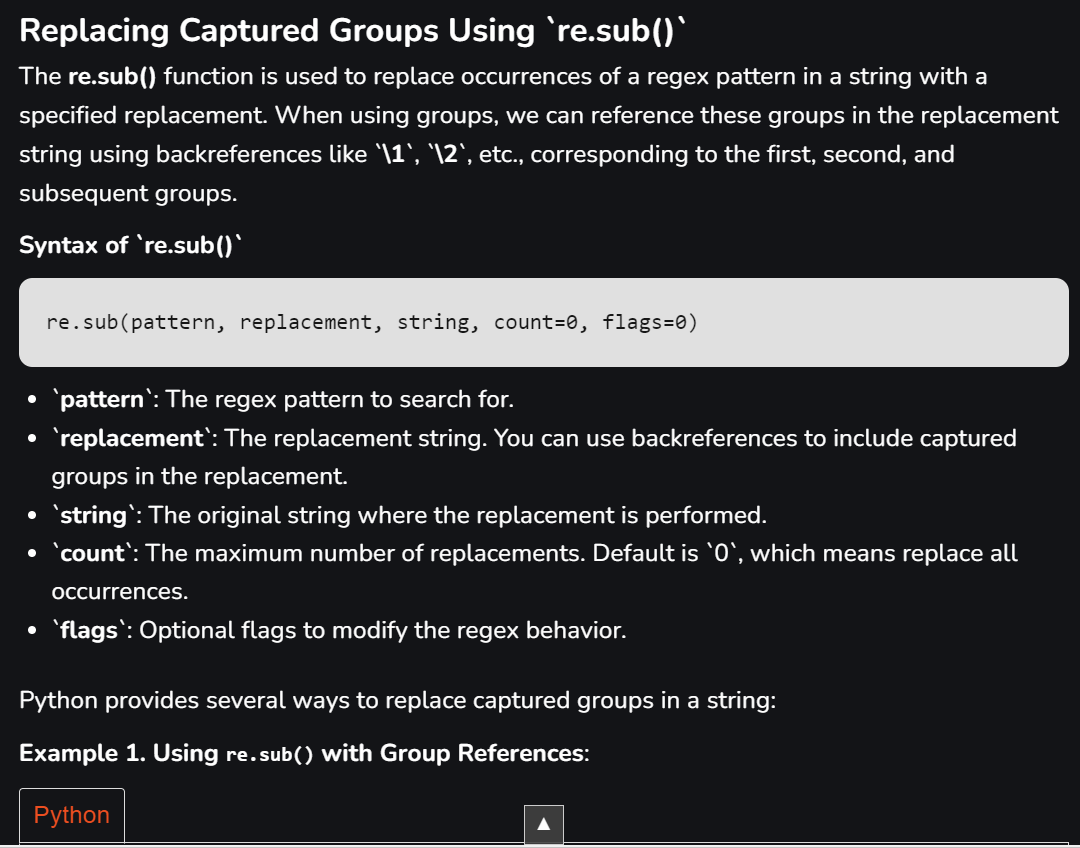 Replacing Captured Groups Using `re.sub()`
The re.sub() function is used to replace occurrences of a regex pattern in a string with a
specified replacement. When using groups, we can reference these groups in the replacement
string using backreferences like `\1`, `\2`, etc., corresponding to the first, second, and
subsequent groups.
Syntax of `re.sub()`
re.sub(pattern, replacement, string, count=0, flags=0)
• `pattern`: The regex pattern to search for.
• `replacement`: The replacement string. You can use backreferences to include captured
groups in the replacement.
• `string`: The original string where the replacement is performed.
• `count`: The maximum number of replacements. Default is `0`, which means replace all
occurrences.
• `flags`: Optional flags to modify the regex behavior.
Python provides several ways to replace captured groups in a string:
Example 1. Using re.sub() with Group References:
Python